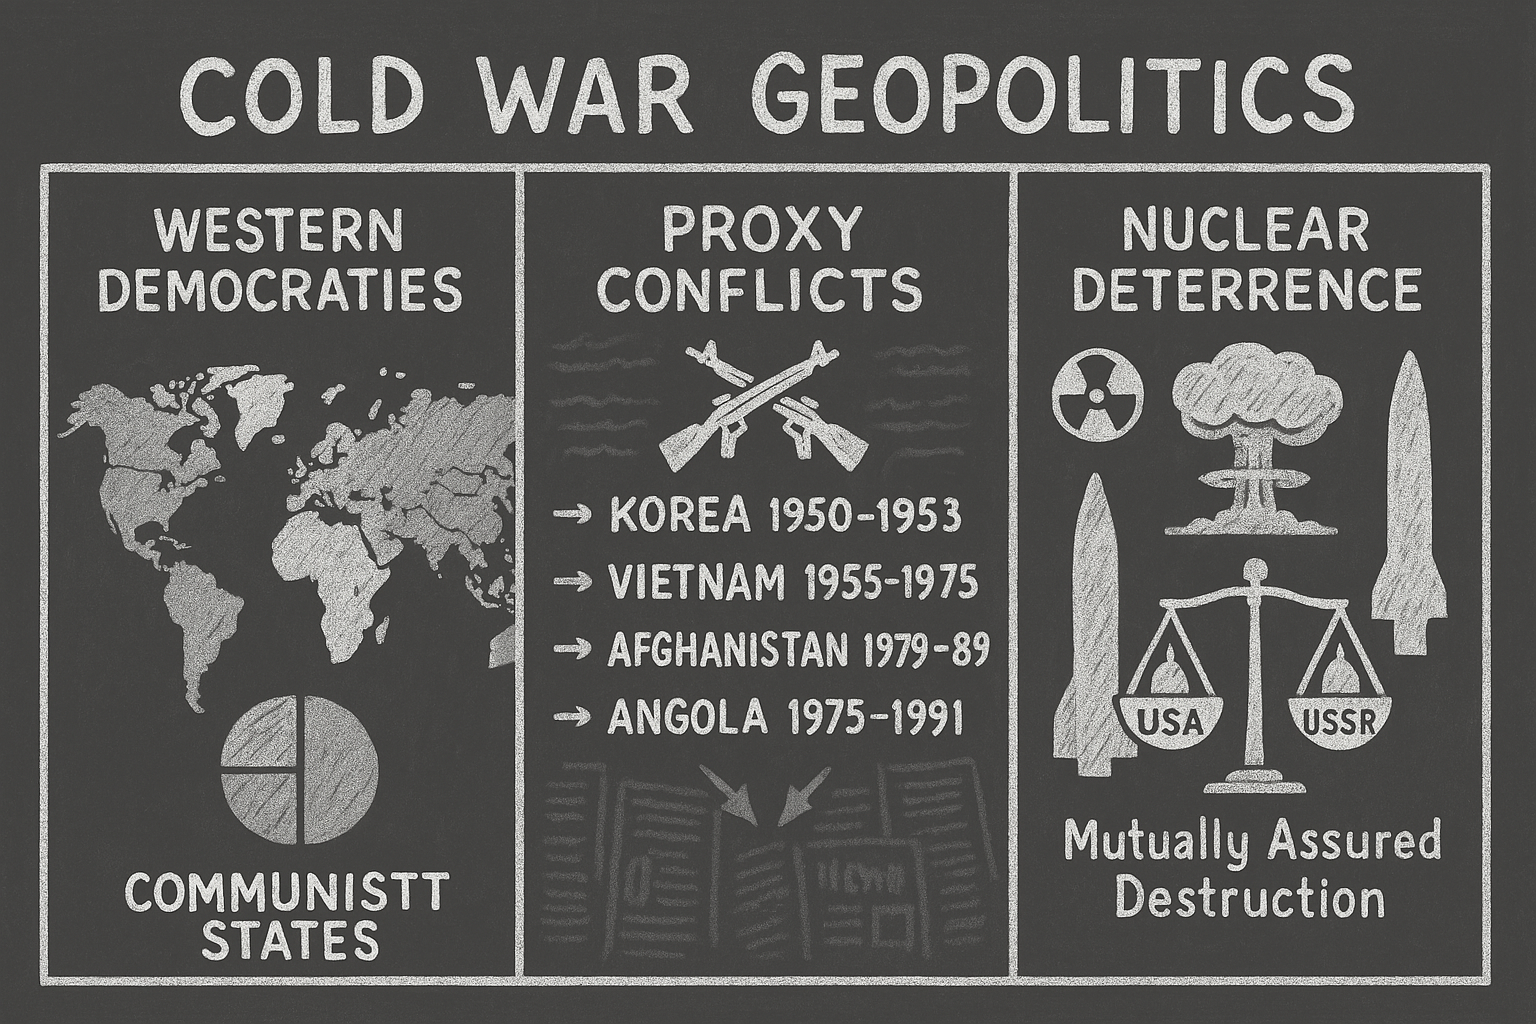 COLD WAR GEOPOLITICS
WESTERN
DEMOCRATIES
COMMUNISTT
STATES
PROXY
CONFLICTS
→ KOREA 1950-1953
→ VIETNAM 1955-1975
→ AFGHANISTAN 1979-89
→ ANGOLA 1975-1991
NUCLEAR
DETERRENCE
USA
USSR
Mutually Assured
Destruction